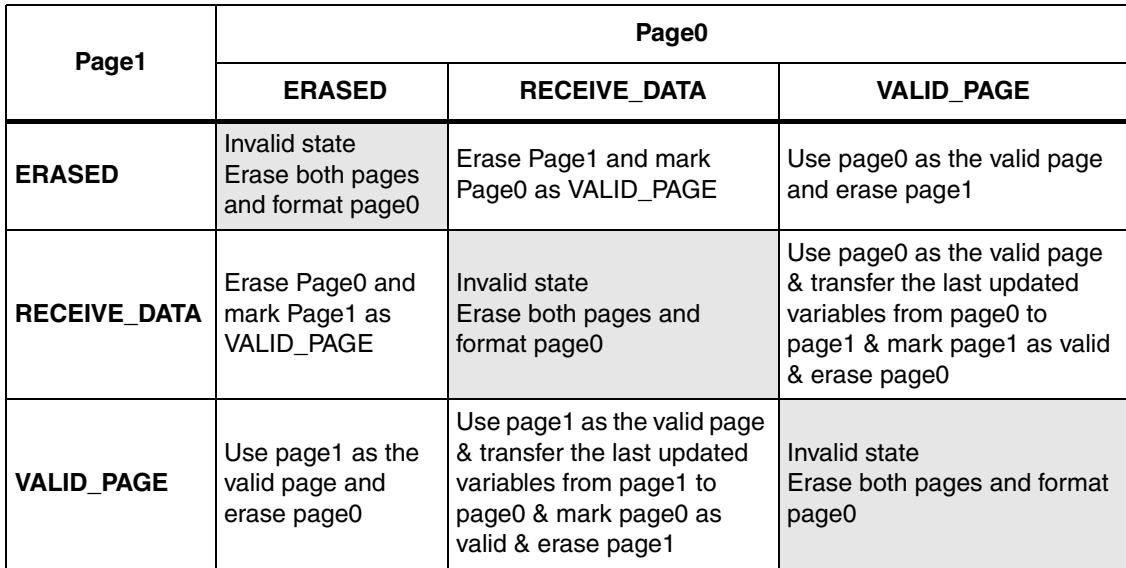 Page1
Page0
ERASED
RECEIVE_DATA
VALID_PAGE
ERASED
Invalid state
Erase both pages
and format page0
Erase Page1 and mark
Page0 as VALID_PAGE
Use page0 as the valid page
and erase page1
RECEIVE_DATA
Erase Page0 and
mark Page1 as
VALID_PAGE
Invalid state
Erase both pages and
format page0
Use page0 as the valid page
& transfer the last updated
variables from page0 to
page1 & mark page1 as valid
& erase page0
VALID_PAGE
Use page1 as the
valid page and
erase page0
Use page1 as the valid page
& transfer the last updated
variables from page1 to
page0 & mark page0 as
valid & erase page1
Invalid state
Erase both pages and format
page0